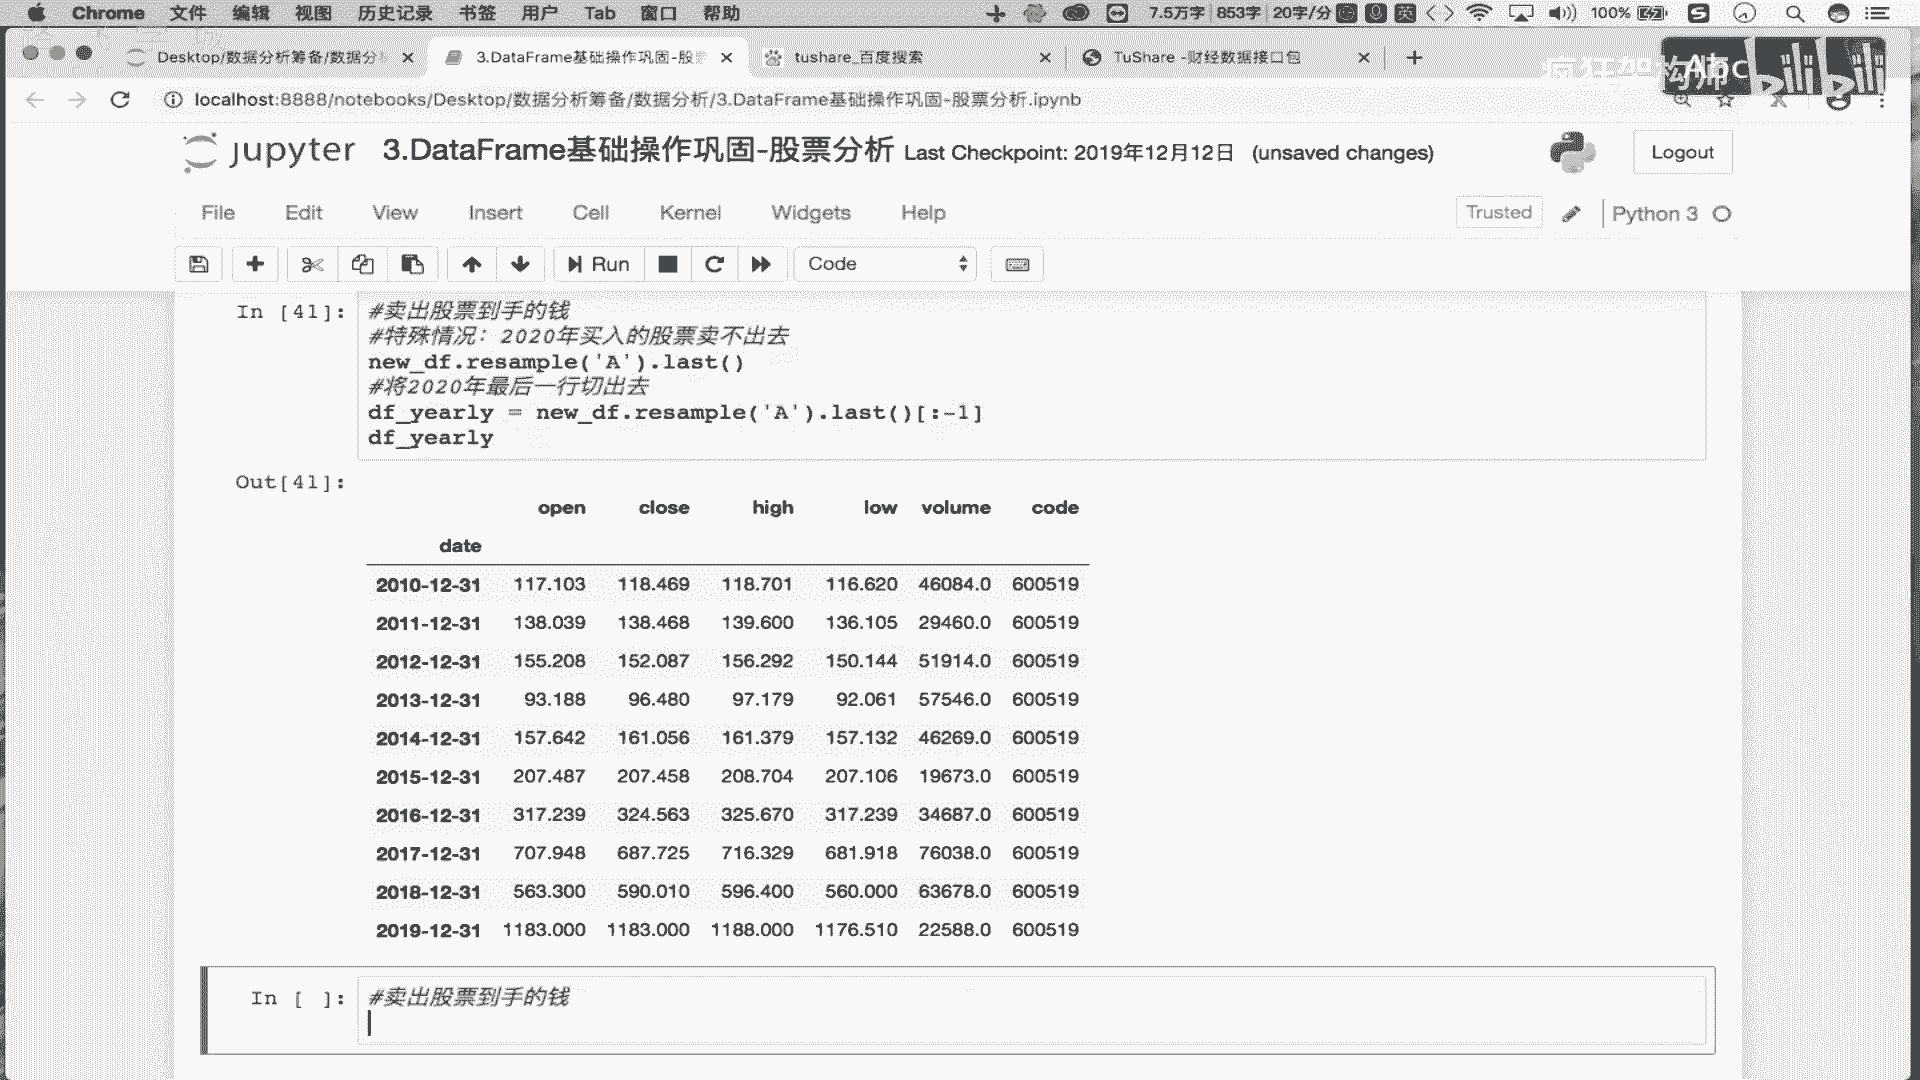 Chrome 文件 编辑 视图 历史记录 书签 用户 Tab 窗口 帮助 7.5万字 853字 20字/分 英 100%
Desktop/数据分析筹备/数据分 3.DataFrame基础操作巩固-股票 tushare_百度搜索 TuShare -财经数据接口包
疯狂架构师 Abc bilibili
localhost:8888/notebooks/Desktop/数据分析筹备/数据分析/3.DataFrame基础操作巩固-股票分析.ipynb
jupyter 3.DataFrame基础操作巩固-股票分析 Last Checkpoint: 2019年12月12日 (unsaved changes) Logout
File Edit View Insert Cell Kernel Widgets Help Trusted Python 3
Run Code
In [41]: #卖出股票到手的钱
#特殊情况：2020年买入的股票卖不出去
new_df.resample('A').last()
#将2020年最后一行切出去
df_yearly = new_df.resample('A').last()[:-1]
df_yearly
Out[41]:
open close high low volume code
date
2010-12-31 117.103 118.469 118.701 116.620 46084.0 600519
2011-12-31 138.039 138.468 139.600 136.105 29460.0 600519
2012-12-31 155.208 152.087 156.292 150.144 51914.0 600519
2013-12-31 93.188 96.480 97.179 92.061 57546.0 600519
2014-12-31 157.642 161.056 161.379 157.132 46269.0 600519
2015-12-31 207.487 207.458 208.704 207.106 19673.0 600519
2016-12-31 317.239 324.563 325.670 317.239 34687.0 600519
2017-12-31 707.948 687.725 716.329 681.918 76038.0 600519
2018-12-31 563.300 590.010 596.400 560.000 63678.0 600519
2019-12-31 1183.000 1183.000 1188.000 1176.510 22588.0 600519
In [ ]: #卖出股票到手的钱